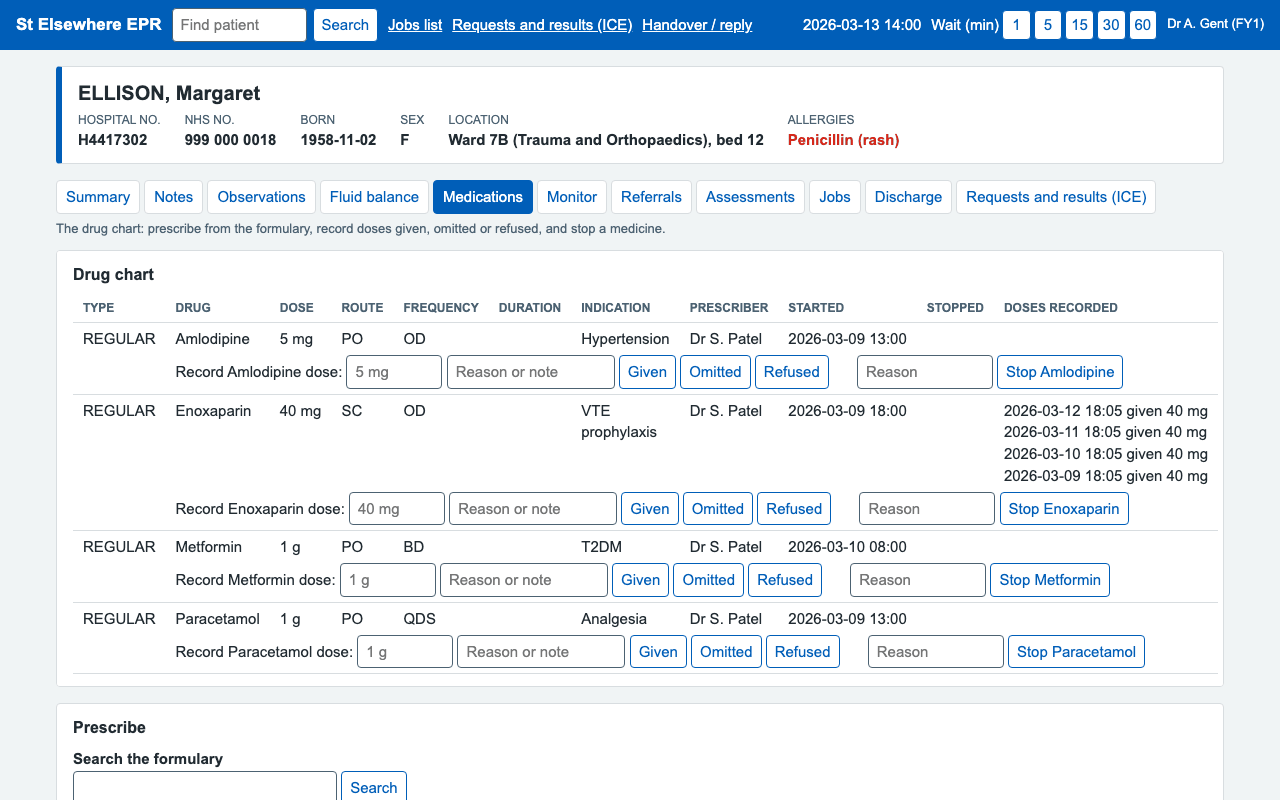 St Elsewhere EPR Find patient Search Jobs list Requests and results (ICE) Handover / reply 2026-03-13 14:00 Wait (min) 1 5 15 30 60 Dr A. Gent (FY1)
ELLISON, Margaret
HOSPITAL NO. NHS NO. BORN SEX LOCATION ALLERGIES
H4417302 999 000 0018 1958-11-02 F Ward 7B (Trauma and Orthopaedics), bed 12 Penicillin (rash)
Summary Notes Observations Fluid balance Medications Monitor Referrals Assessments Jobs Discharge Requests and results (ICE)
The drug chart: prescribe from the formulary, record doses given, omitted or refused, and stop a medicine.
Drug chart
TYPE DRUG DOSE ROUTE FREQUENCY DURATION INDICATION PRESCRIBER STARTED STOPPED DOSES RECORDED
REGULAR Amlodipine 5 mg PO OD Hypertension Dr S. Patel 2026-03-09 13:00
Record Amlodipine dose: 5 mg Reason or note Given Omitted Refused Reason Stop Amlodipine
REGULAR Enoxaparin 40 mg SC OD VTE Dr S. Patel 2026-03-09 18:00 2026-03-12 18:05 given 40 mg
prophylaxis 2026-03-11 18:05 given 40 mg
2026-03-10 18:05 given 40 mg
2026-03-09 18:05 given 40 mg
Record Enoxaparin dose: 40 mg Reason or note Given Omitted Refused Reason Stop Enoxaparin
REGULAR Metformin 1 g PO BD T2DM Dr S. Patel 2026-03-10 08:00
Record Metformin dose: 1 g Reason or note Given Omitted Refused Reason Stop Metformin
REGULAR Paracetamol 1 g PO QDS Analgesia Dr S. Patel 2026-03-09 13:00
Record Paracetamol dose: 1 g Reason or note Given Omitted Refused Reason Stop Paracetamol
Prescribe
Search the formulary
Search